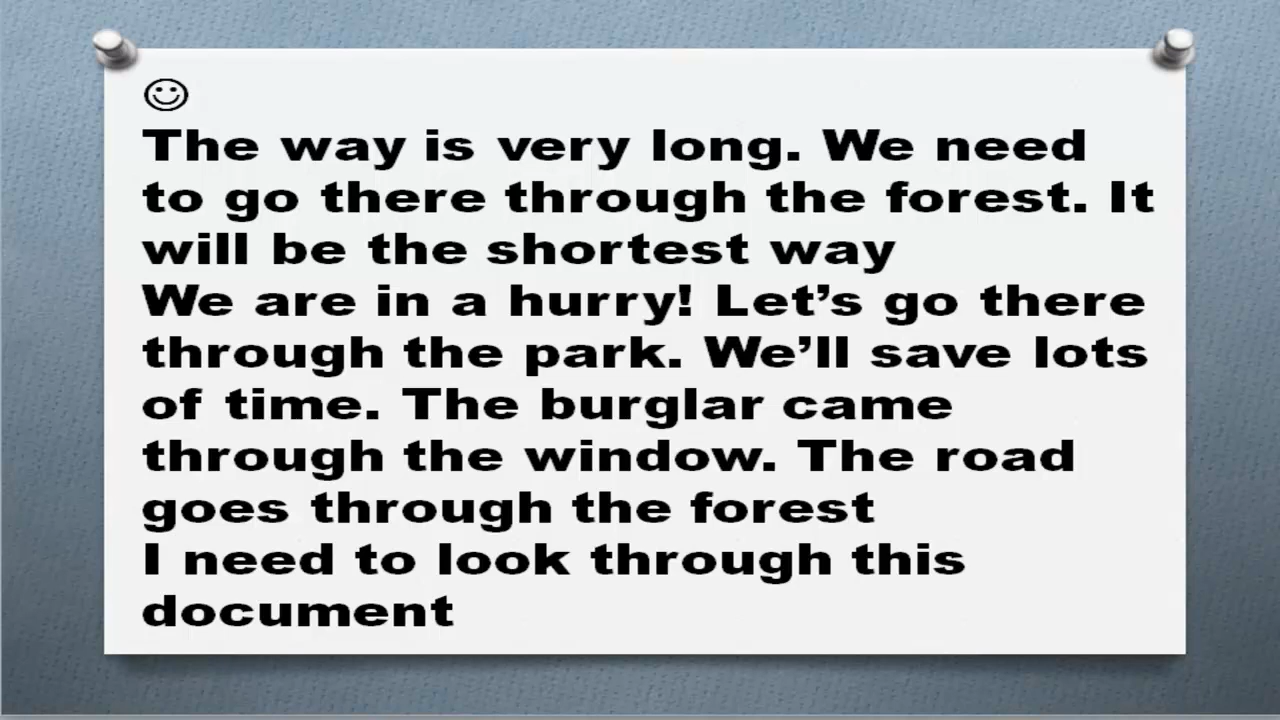 ☺
The way is very long. We need
to go there through the forest. It
will be the shortest way
We are in a hurry! Let’s go there
through the park. We’ll save lots
of time. The burglar came
through the window. The road
goes through the forest
I need to look through this
document